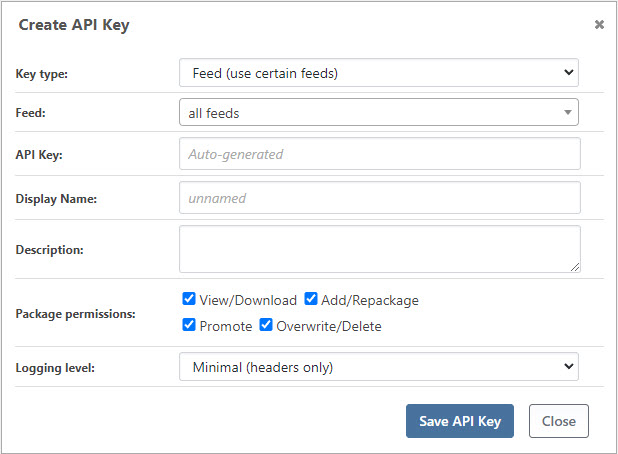 Create API Key
Key type: Feed (use certain feeds)
Feed: all feeds
API Key: Auto-generated
Display Name: unnamed
Description:
Package permissions: View/Download Add/Repackage
Promote Overwrite/Delete
Logging level: Minimal (headers only)
Save API Key Close